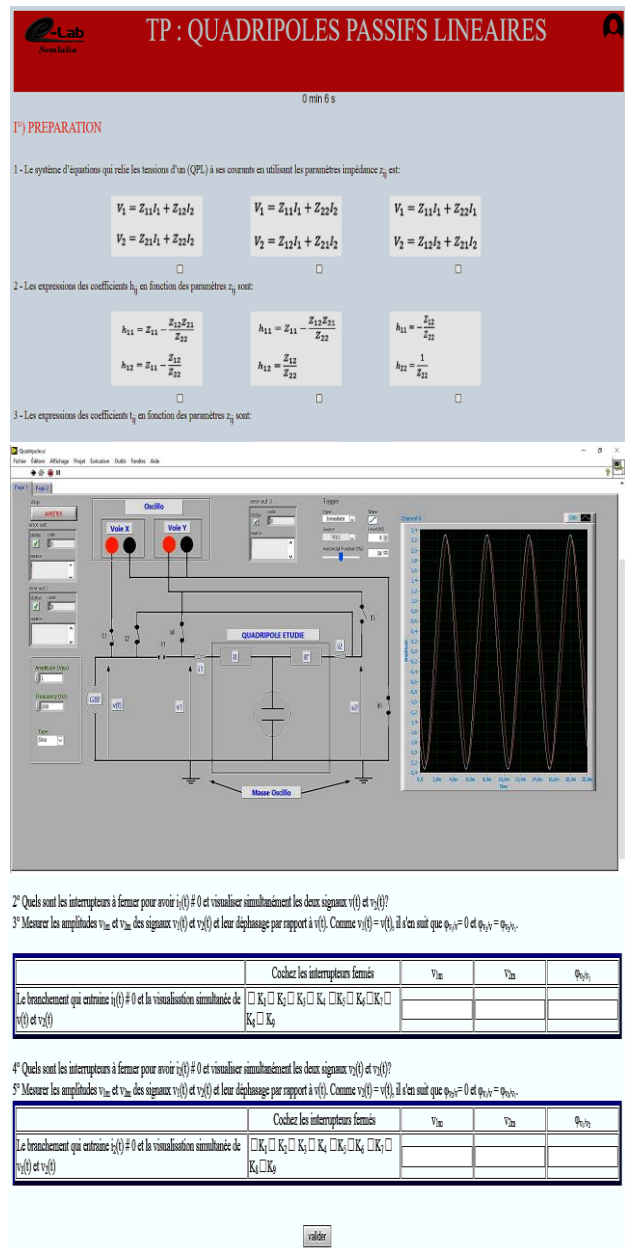 e-Lab
Semlalia
TP : QUADRIPOLES PASSIFS LINEAIRES
0 min 6 s
I°) PREPARATION
1 - Le système d'équations qui relie les tensions d'un (QPL) à ses courants en utilisant les paramètres impédance zij est:
V1 = Z11I1 + Z12I2 V1 = Z11I1 + Z22I2 V1 = Z11I1 + Z22I1
V2 = Z21I1 + Z22I2 V2 = Z12I1 + Z21I2 V2 = Z12I2 + Z21I2
2 - Les expressions des coefficients hij en fonction des paramètres zij sont:
h11 = Z11 − Z12Z21/Z22 h11 = Z11 − Z12Z21/Z22 h11 = − Z12/Z22
h12 = Z11 − Z12/Z22 h12 = Z12/Z22 h22 = 1/Z22
3 - Les expressions des coefficients tij en fonction des paramètres zij sont:
Fichier Édition Affichage Projet Exécution Outils Fenêtre Aide
Page 1 Page 2
stop
ARRÊTER
error out
status code
source
error out 2
status code
source
Amplitude (Vpp)
1
Frequency (Hz)
200
Type
Sine
Oscillo
Voie X Voie Y
error out 3
status code
source
Trigger
Type
Immediate
Slope
Source
Level (V)
Horizontal Position (%)
QUADRIPOLE ETUDIE
R R'
i1 i2
GBF
v(t) v1 v2
Masse Oscillo
Channel 0
CH0
Amplitude
Time
2° Quels sont les interrupteurs à fermer pour avoir i1(t) # 0 et visualiser simultanément les deux signaux v(t) et v2(t)?
3° Mesurer les amplitudes v1m et v2m des signaux v1(t) et v2(t) et leur déphasage par rapport à v(t). Comme v1(t) = v(t), il s'en suit que φv1/v= 0 et φv2/v = φv2/v1.
Cochez les interrupteurs fermés v1m v2m φv2/v1
Le branchement qui entraine i1(t) # 0 et la visualisation simultanée de □ K1□ K2□ K3□ K4 □K5□ K6□K7□
v(t) et v2(t) K8□ K9
4° Quels sont les interrupteurs à fermer pour avoir i2(t) # 0 et visualiser simultanément les deux signaux v2(t) et v1(t)?
5° Mesurer les amplitudes v1m et v2m des signaux v1(t) et v2(t) et leur déphasage par rapport à v(t). Comme v2(t) = v(t), il s'en suit que φv2/v= 0 et φv1/v = φv1/v2.
Cochez les interrupteurs fermés v1m v2m φv1/v2
Le branchement qui entraine i2(t) # 0 et la visualisation simultanée de □K1□ K2□ K3 □ K4 □K5□K6 □K7□
v1(t) et v2(t) K8□K9
valider